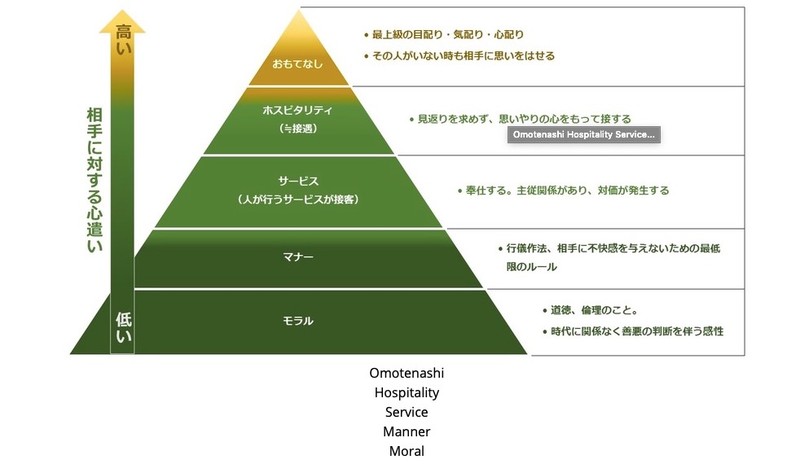 高い
相手に対する心遣い
低い
おもてなし
• 最上級の目配り・気配り・心配り
• その人がいない時も相手に思いをはせる
ホスピタリティ
(≒接遇)
• 見返りを求めず、思いやりの心をもって接する
Omotenashi Hospitality Service...
サービス
(人が行うサービスが接客)
• 奉仕する。主従関係があり、対価が発生する
マナー
• 行儀作法、相手に不快感を与えないための最低
限のルール
モラル
• 道徳、倫理のこと。
• 時代に関係なく善悪の判断を伴う感性
Omotenashi
Hospitality
Service
Manner
Moral